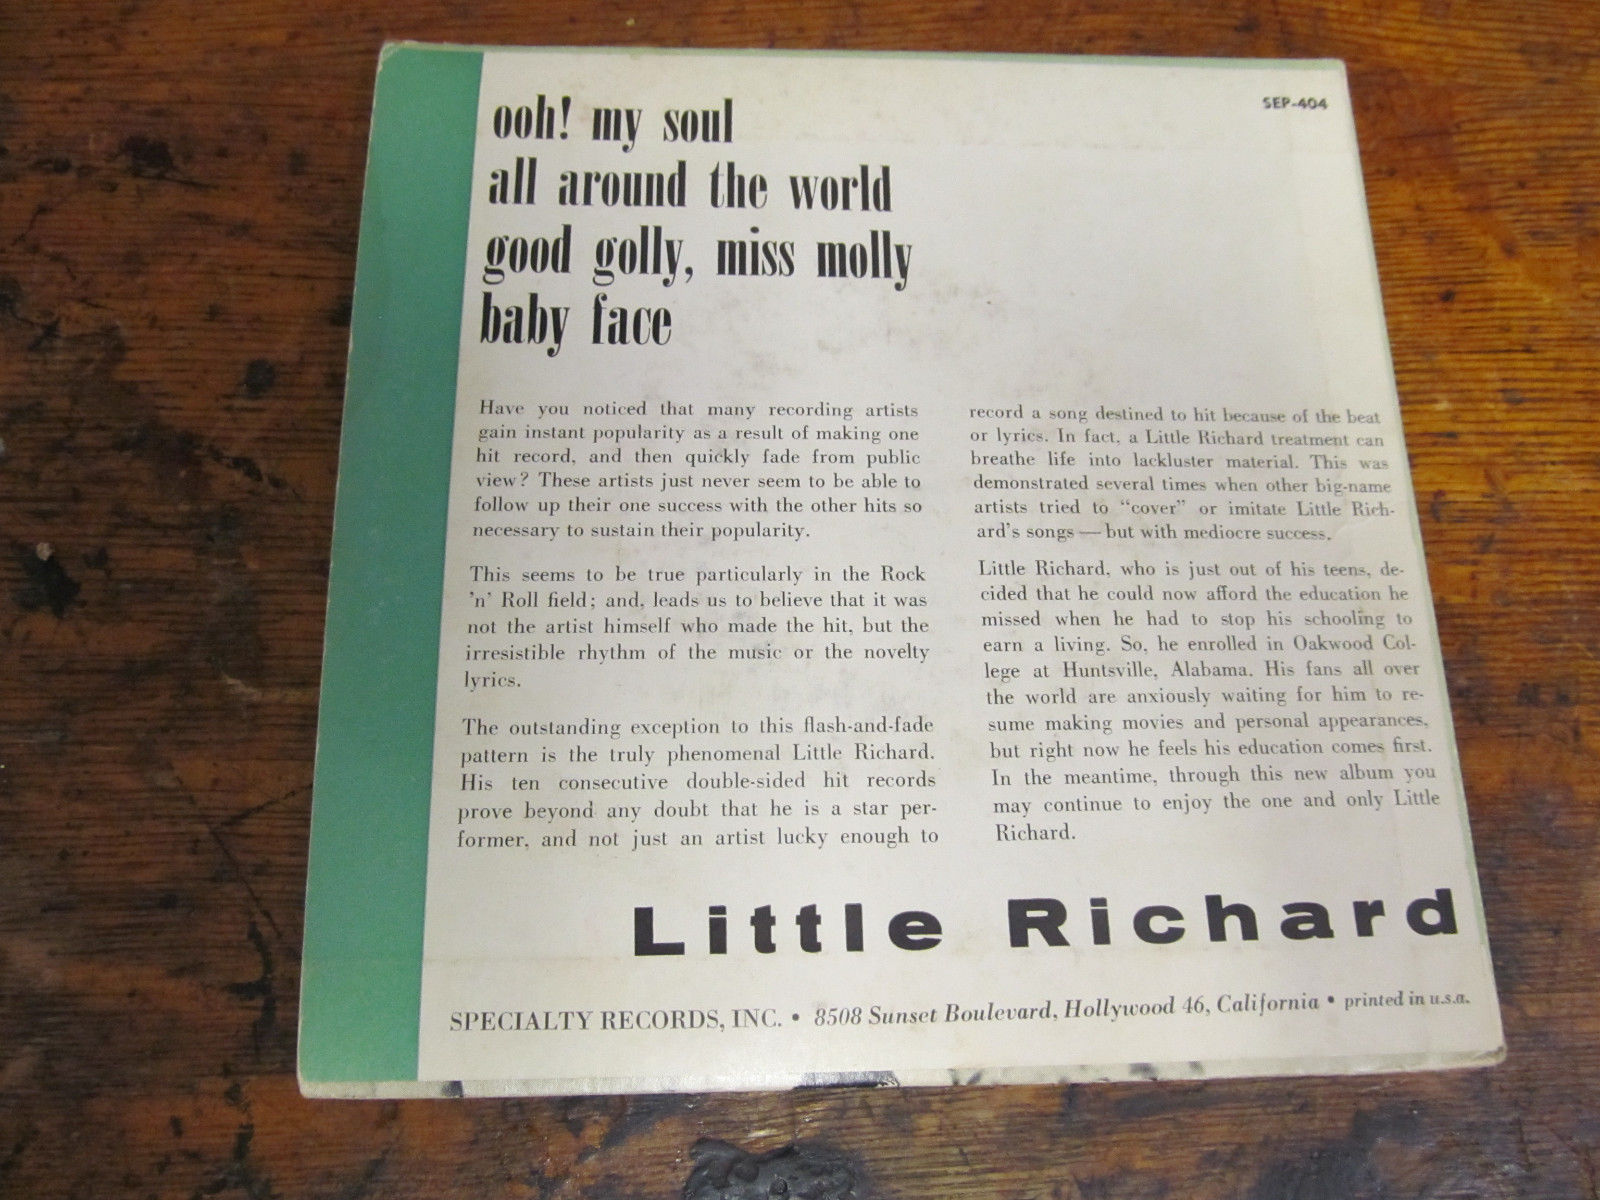 SEP-404
ooh! my soul
all around the world
good golly, miss molly
baby face
Have you noticed that many recording artists
gain instant popularity as a result of making one
hit record, and then quickly fade from public
view? These artists just never seem to be able to
follow up their one success with the other hits so
necessary to sustain their popularity.
This seems to be true particularly in the Rock
'n' Roll field; and, leads us to believe that it was
not the artist himself who made the hit, but the
irresistible rhythm of the music or the novelty
lyrics.
The outstanding exception to this flash-and-fade
pattern is the truly phenomenal Little Richard.
His ten consecutive double-sided hit records
prove beyond any doubt that he is a star per-
former, and not just an artist lucky enough to
record a song destined to hit because of the beat
or lyrics. In fact, a Little Richard treatment can
breathe life into lackluster material. This was
demonstrated several times when other big-name
artists tried to "cover" or imitate Little Rich-
ard's songs — but with mediocre success.
Little Richard, who is just out of his teens, de-
cided that he could now afford the education he
missed when he had to stop his schooling to
earn a living. So, he enrolled in Oakwood Col-
lege at Huntsville, Alabama. His fans all over
the world are anxiously waiting for him to re-
sume making movies and personal appearances,
but right now he feels his education comes first.
In the meantime, through this new album you
may continue to enjoy the one and only Little
Richard.
Little Richard
SPECIALTY RECORDS, INC. • 8508 Sunset Boulevard, Hollywood 46, California • printed in u.s.a.